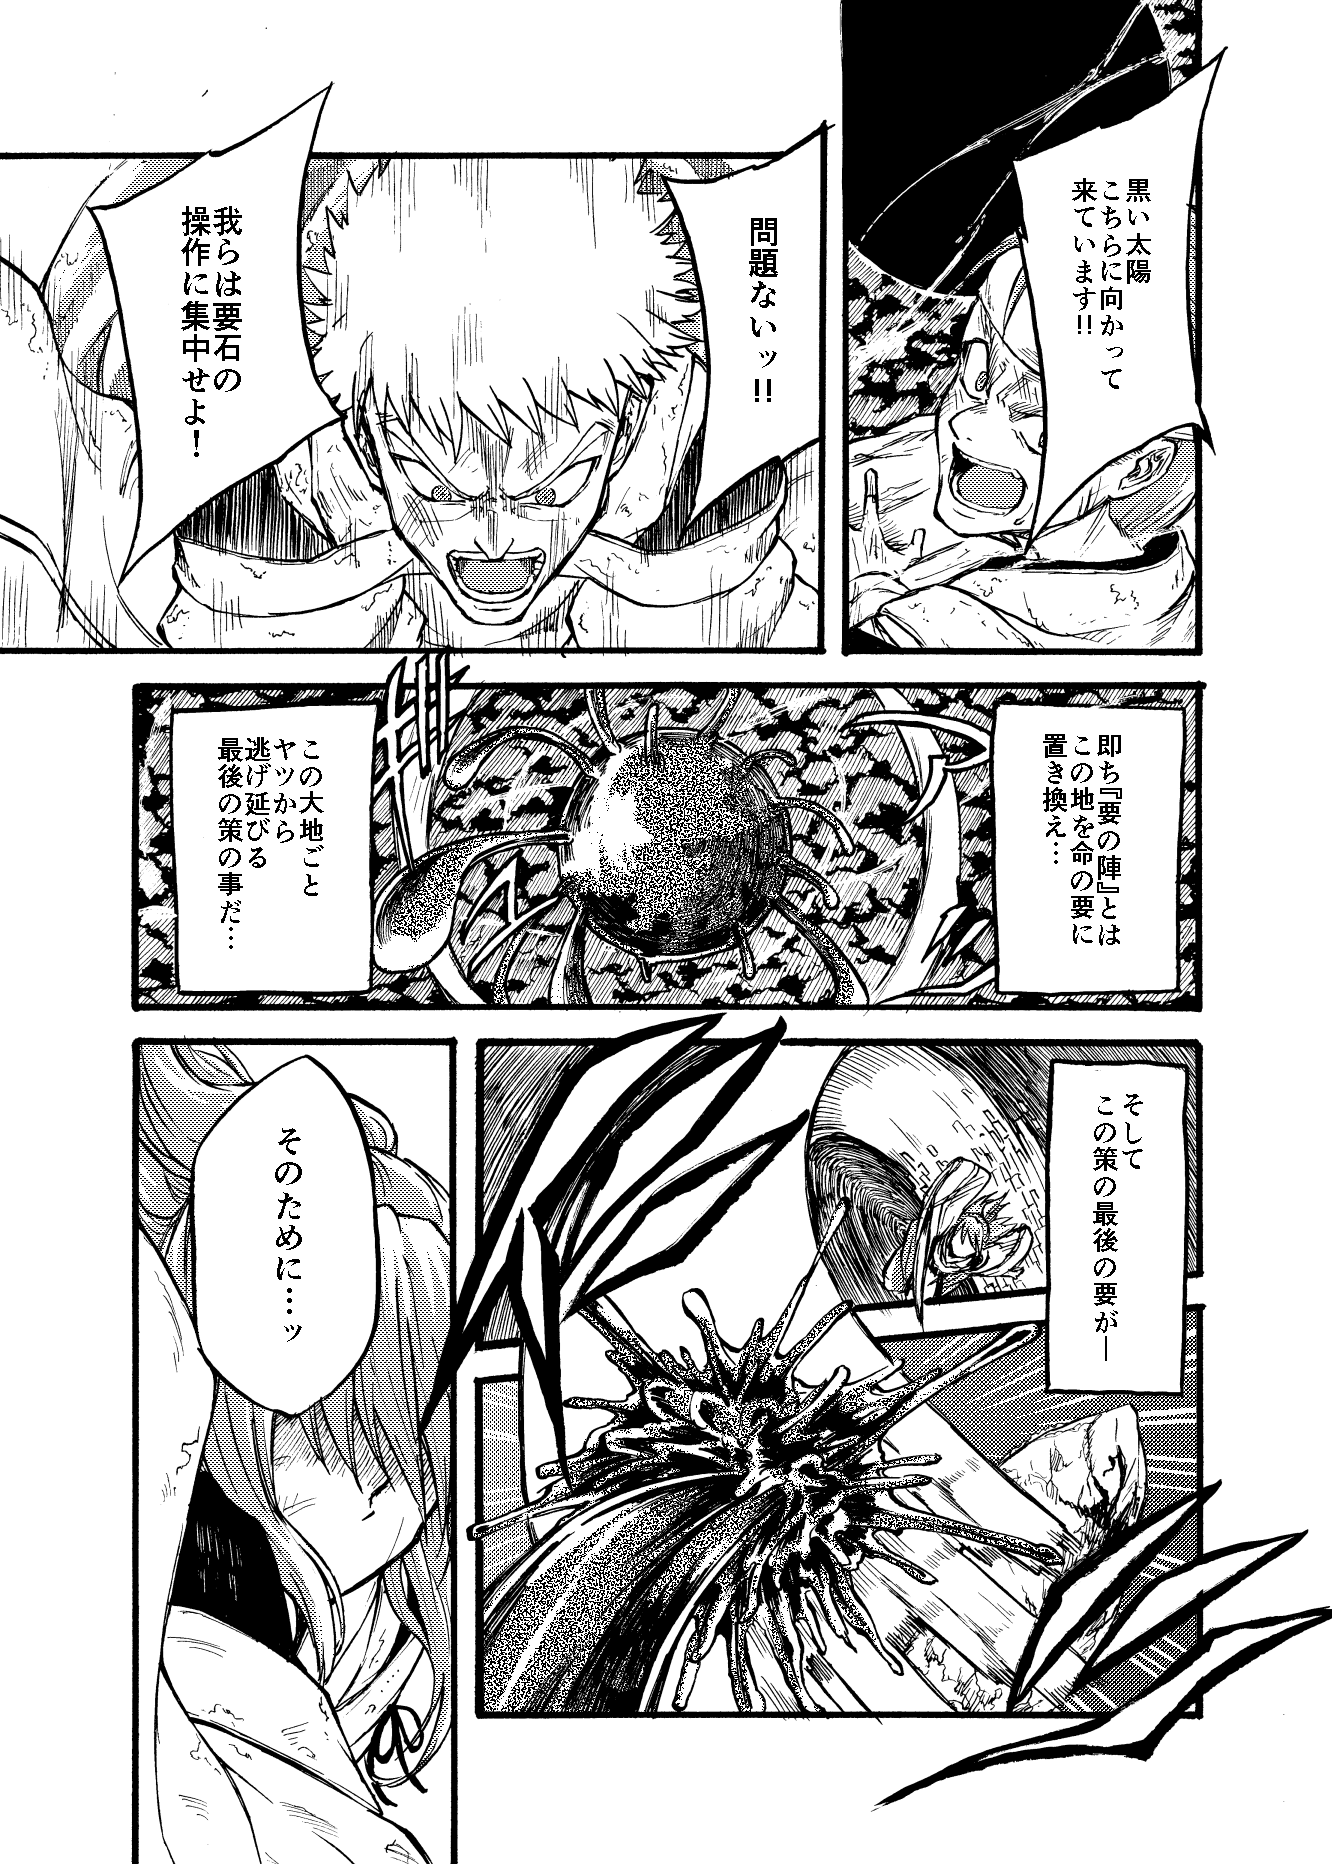 黒い太陽
こちらに向かって
来ています!!
問題ないッ!!
我らは要石の
操作に集中せよ！
即ち『要の陣』とは
この地を命の要に
置き換え…
この大地ごと
ヤツから
逃げ延びる
最後の策の事だ…
そして
この策の最後の要が―
そのために…ッ